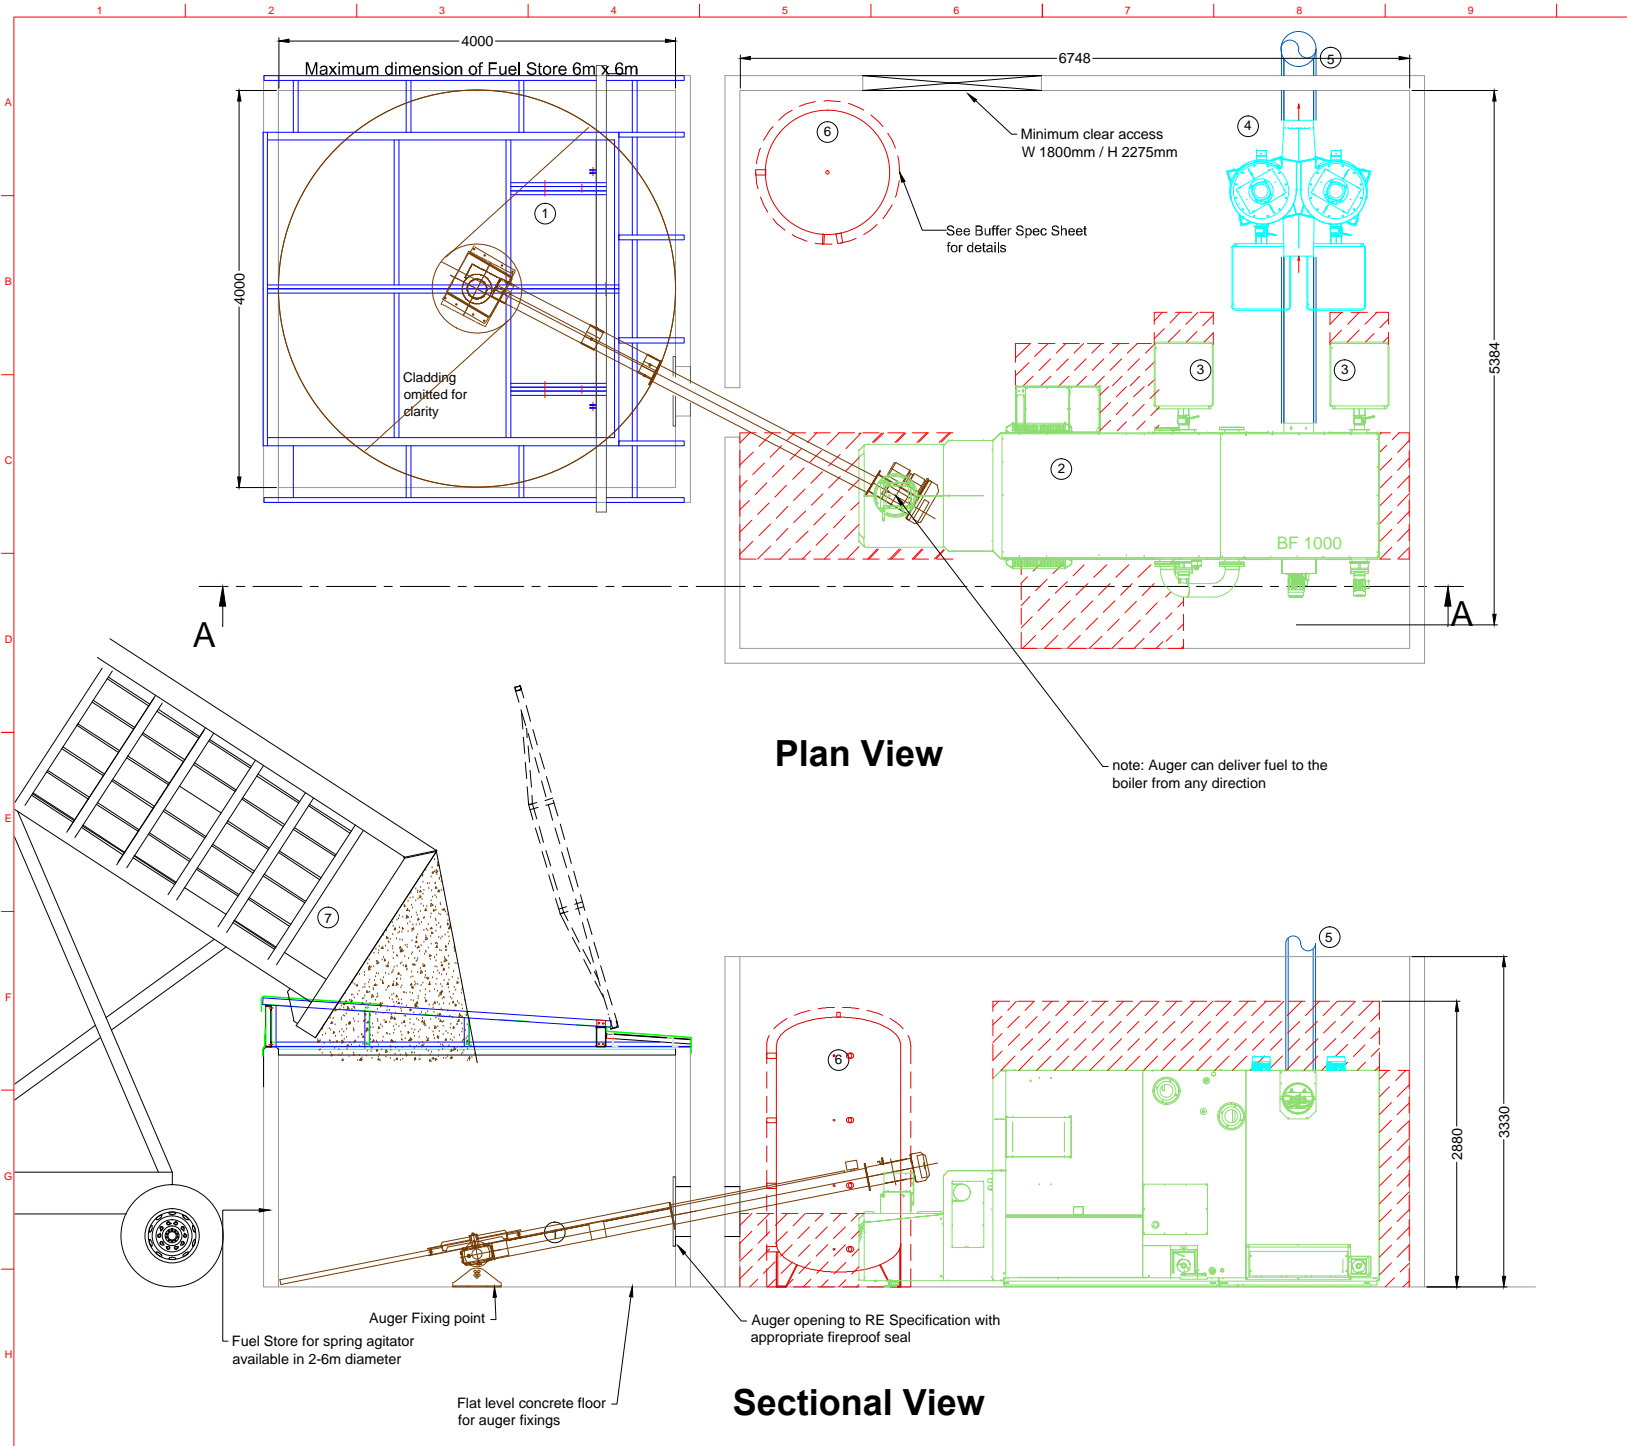 1 2 3 4 5 6 7 8 9
4000
Maximum dimension of Fuel Store 6m x 6m
6748
5
A
6
4
Minimum clear access
W 1800mm / H 2275mm
1
See Buffer Spec Sheet
for details
B
4000
5384
3
3
Cladding
omitted for
clarity
C
2
BF 1000
A
A
D
Plan View
note: Auger can deliver fuel to the
boiler from any direction
E
7
5
F
6
2880
3330
G
1
Auger Fixing point
Auger opening to RE Specification with
appropriate fireproof seal
Fuel Store for spring agitator
available in 2-6m diameter
H
Flat level concrete floor
for auger fixings
Sectional View